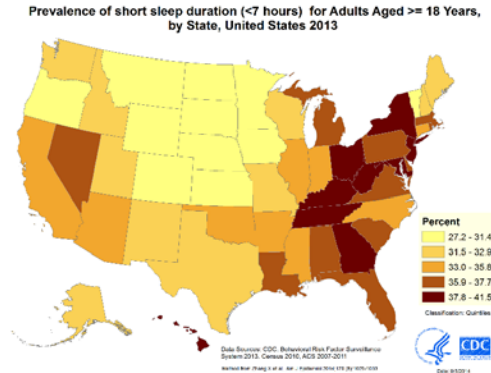 Prevalence of short sleep duration (<7 hours) for Adults Aged >= 18 Years,
by State, United States 2013
Percent
27.2 - 31.4
31.5 - 32.9
33.0 - 35.8
35.9 - 37.7
37.8 - 41.5
Classification: Quintiles
Data Sources: CDC, Behavioral Risk Factor Surveillance
System 2013, Census 2010, ACS 2007-2011
CDC